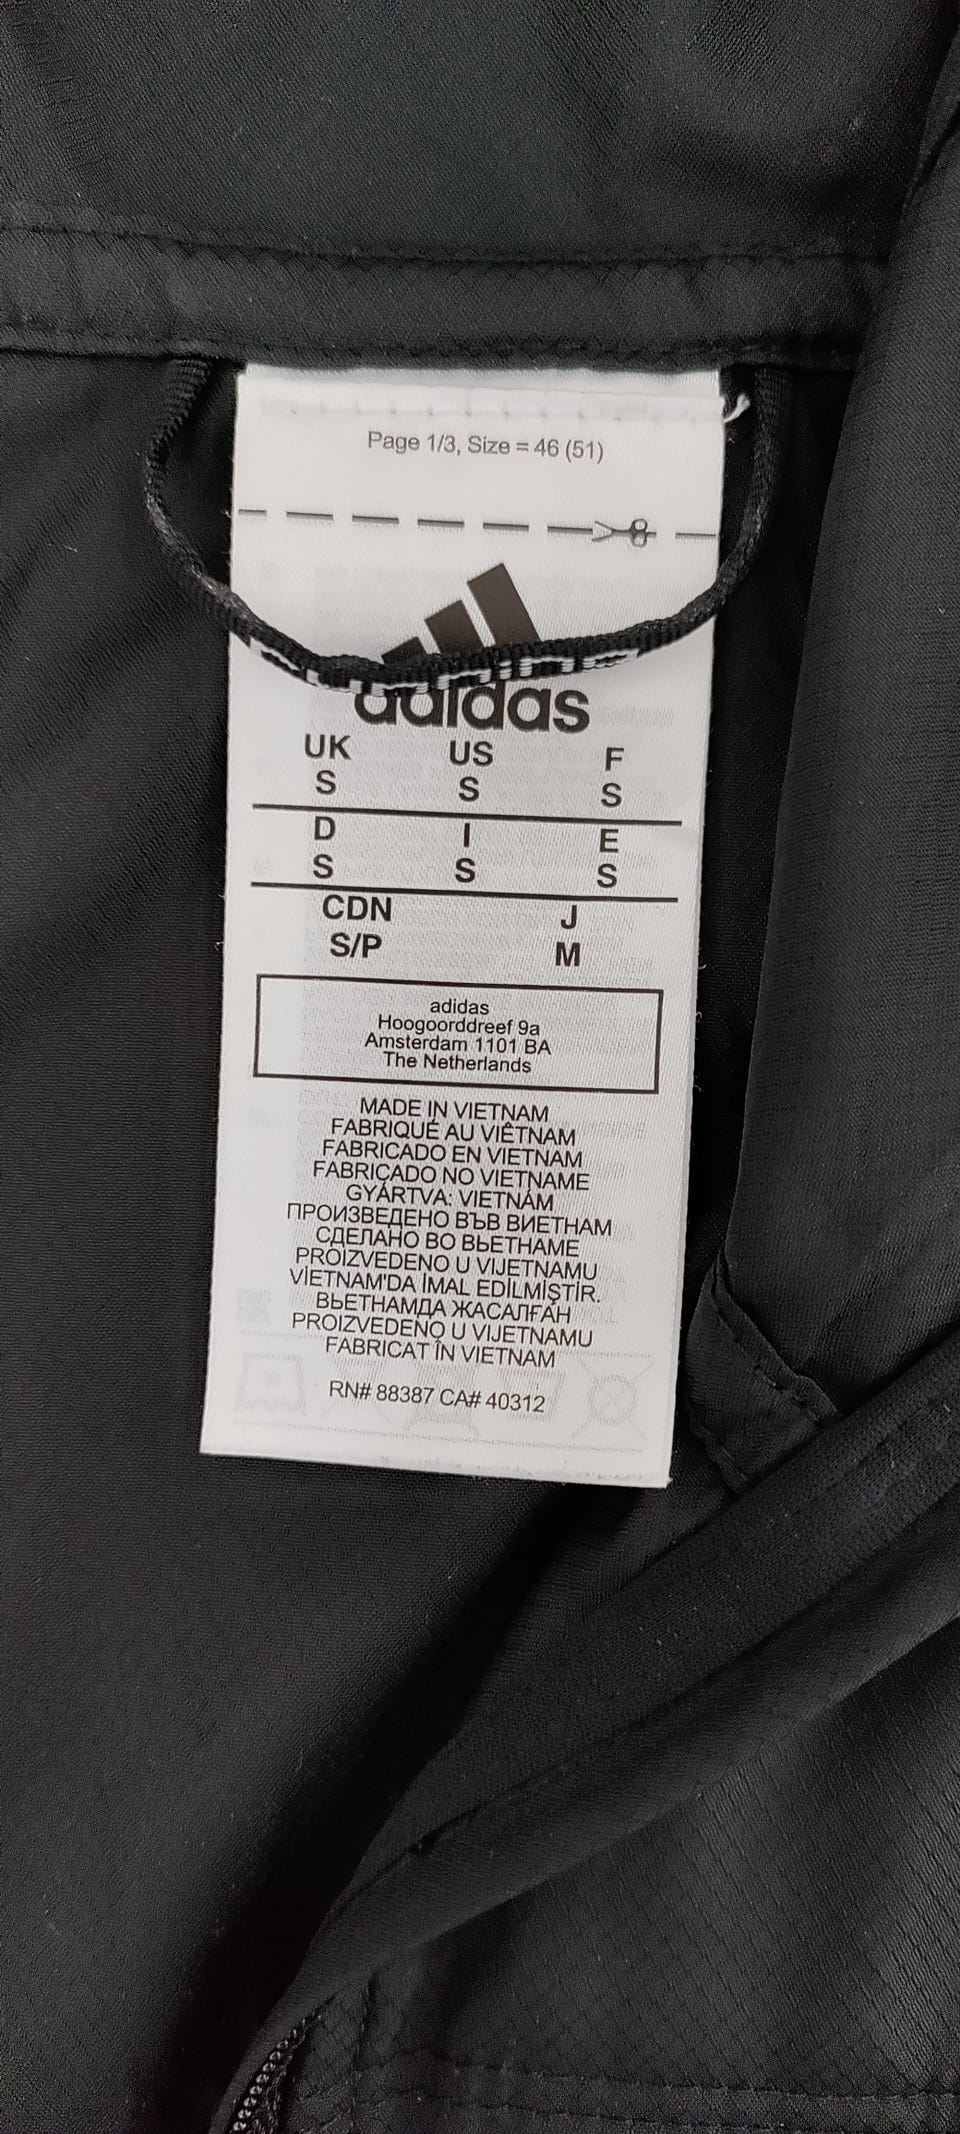 Page 1/3, Size = 46 (51)
adidas
UK US F
S S S
D I E
S S S
CDN J
S/P M
adidas
Hoogoorddreef 9a
Amsterdam 1101 BA
The Netherlands
MADE IN VIETNAM
FABRIQUÉ AU VIÊTNAM
FABRICADO EN VIETNAM
FABRICADO NO VIETNAME
GYÁRTVA: VIETNÁM
ПРОИЗВЕДЕНО ВЪВ ВИЕТНАМ
СДЕЛАНО ВО ВЬЕТНАМЕ
PROIZVEDENO U VIJETNAMU
VİETNAM'DA İMAL EDİLMİŞTİR.
ВЬЕТНАМДА ЖАСАЛҒАН
PROIZVEDENO U VIJETNAMU
FABRICAT ÎN VIETNAM
RN# 88387 CA# 40312